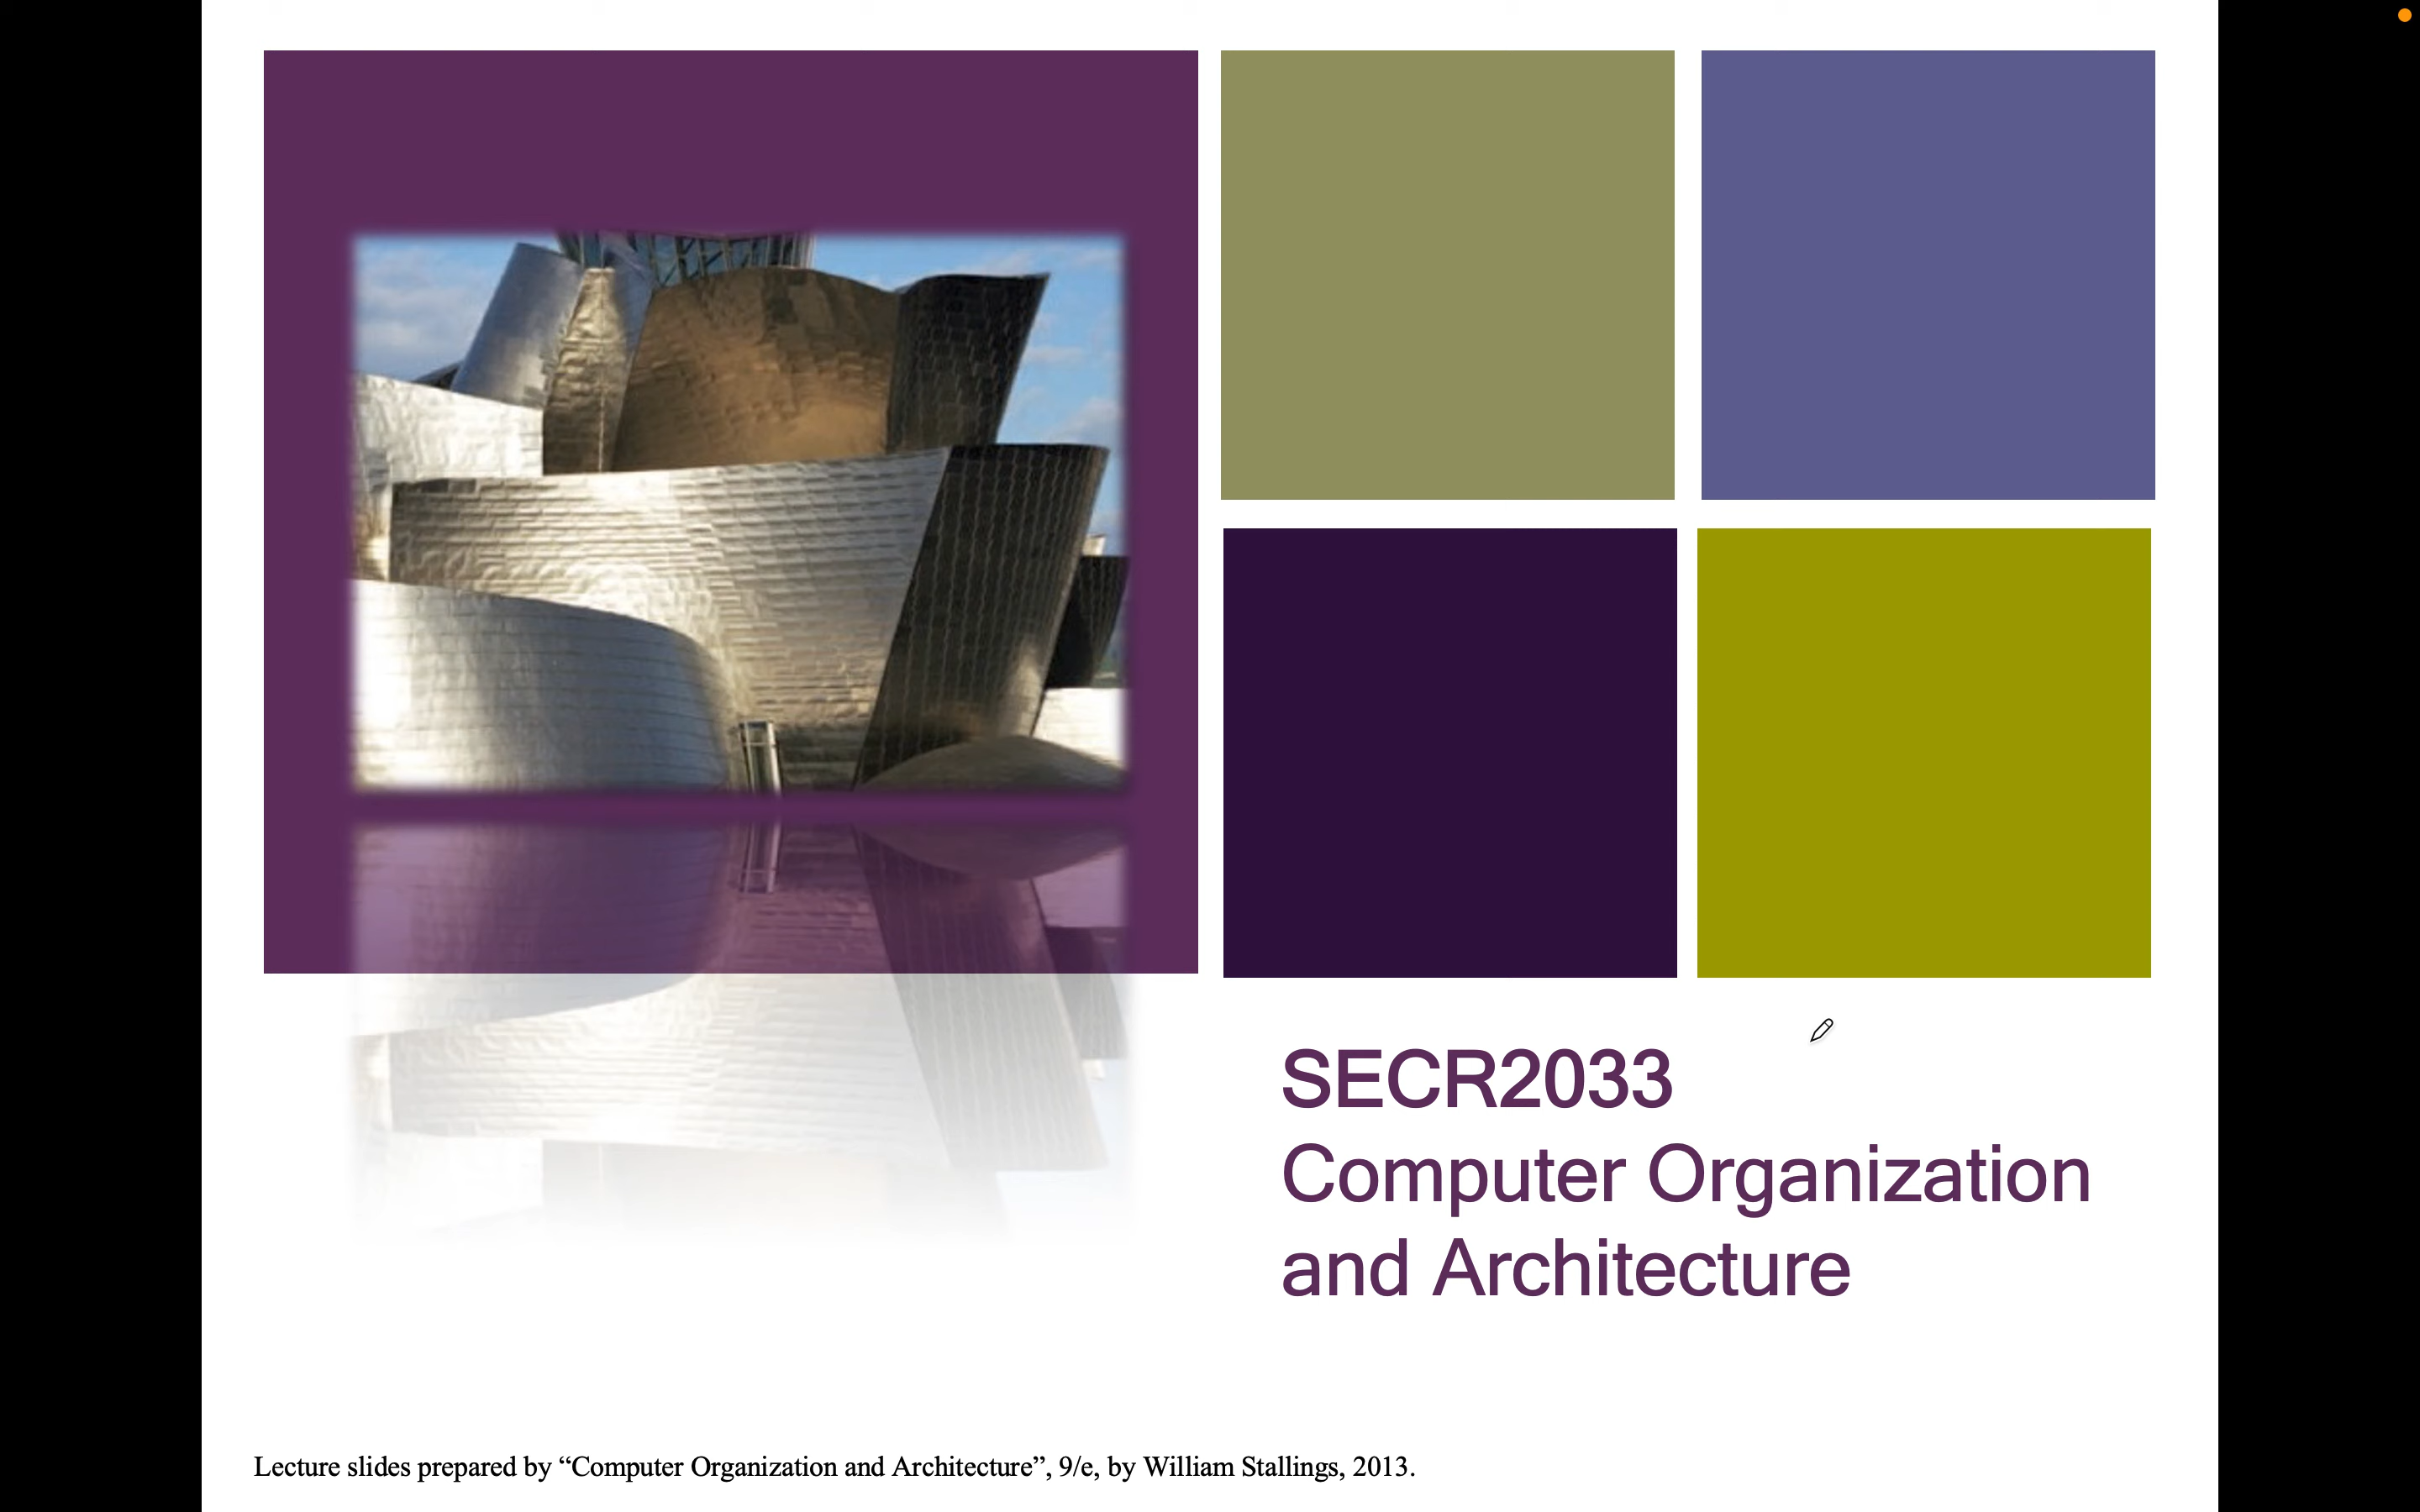 SECR2033
Computer Organization
and Architecture
Lecture slides prepared by “Computer Organization and Architecture”, 9/e, by William Stallings, 2013.